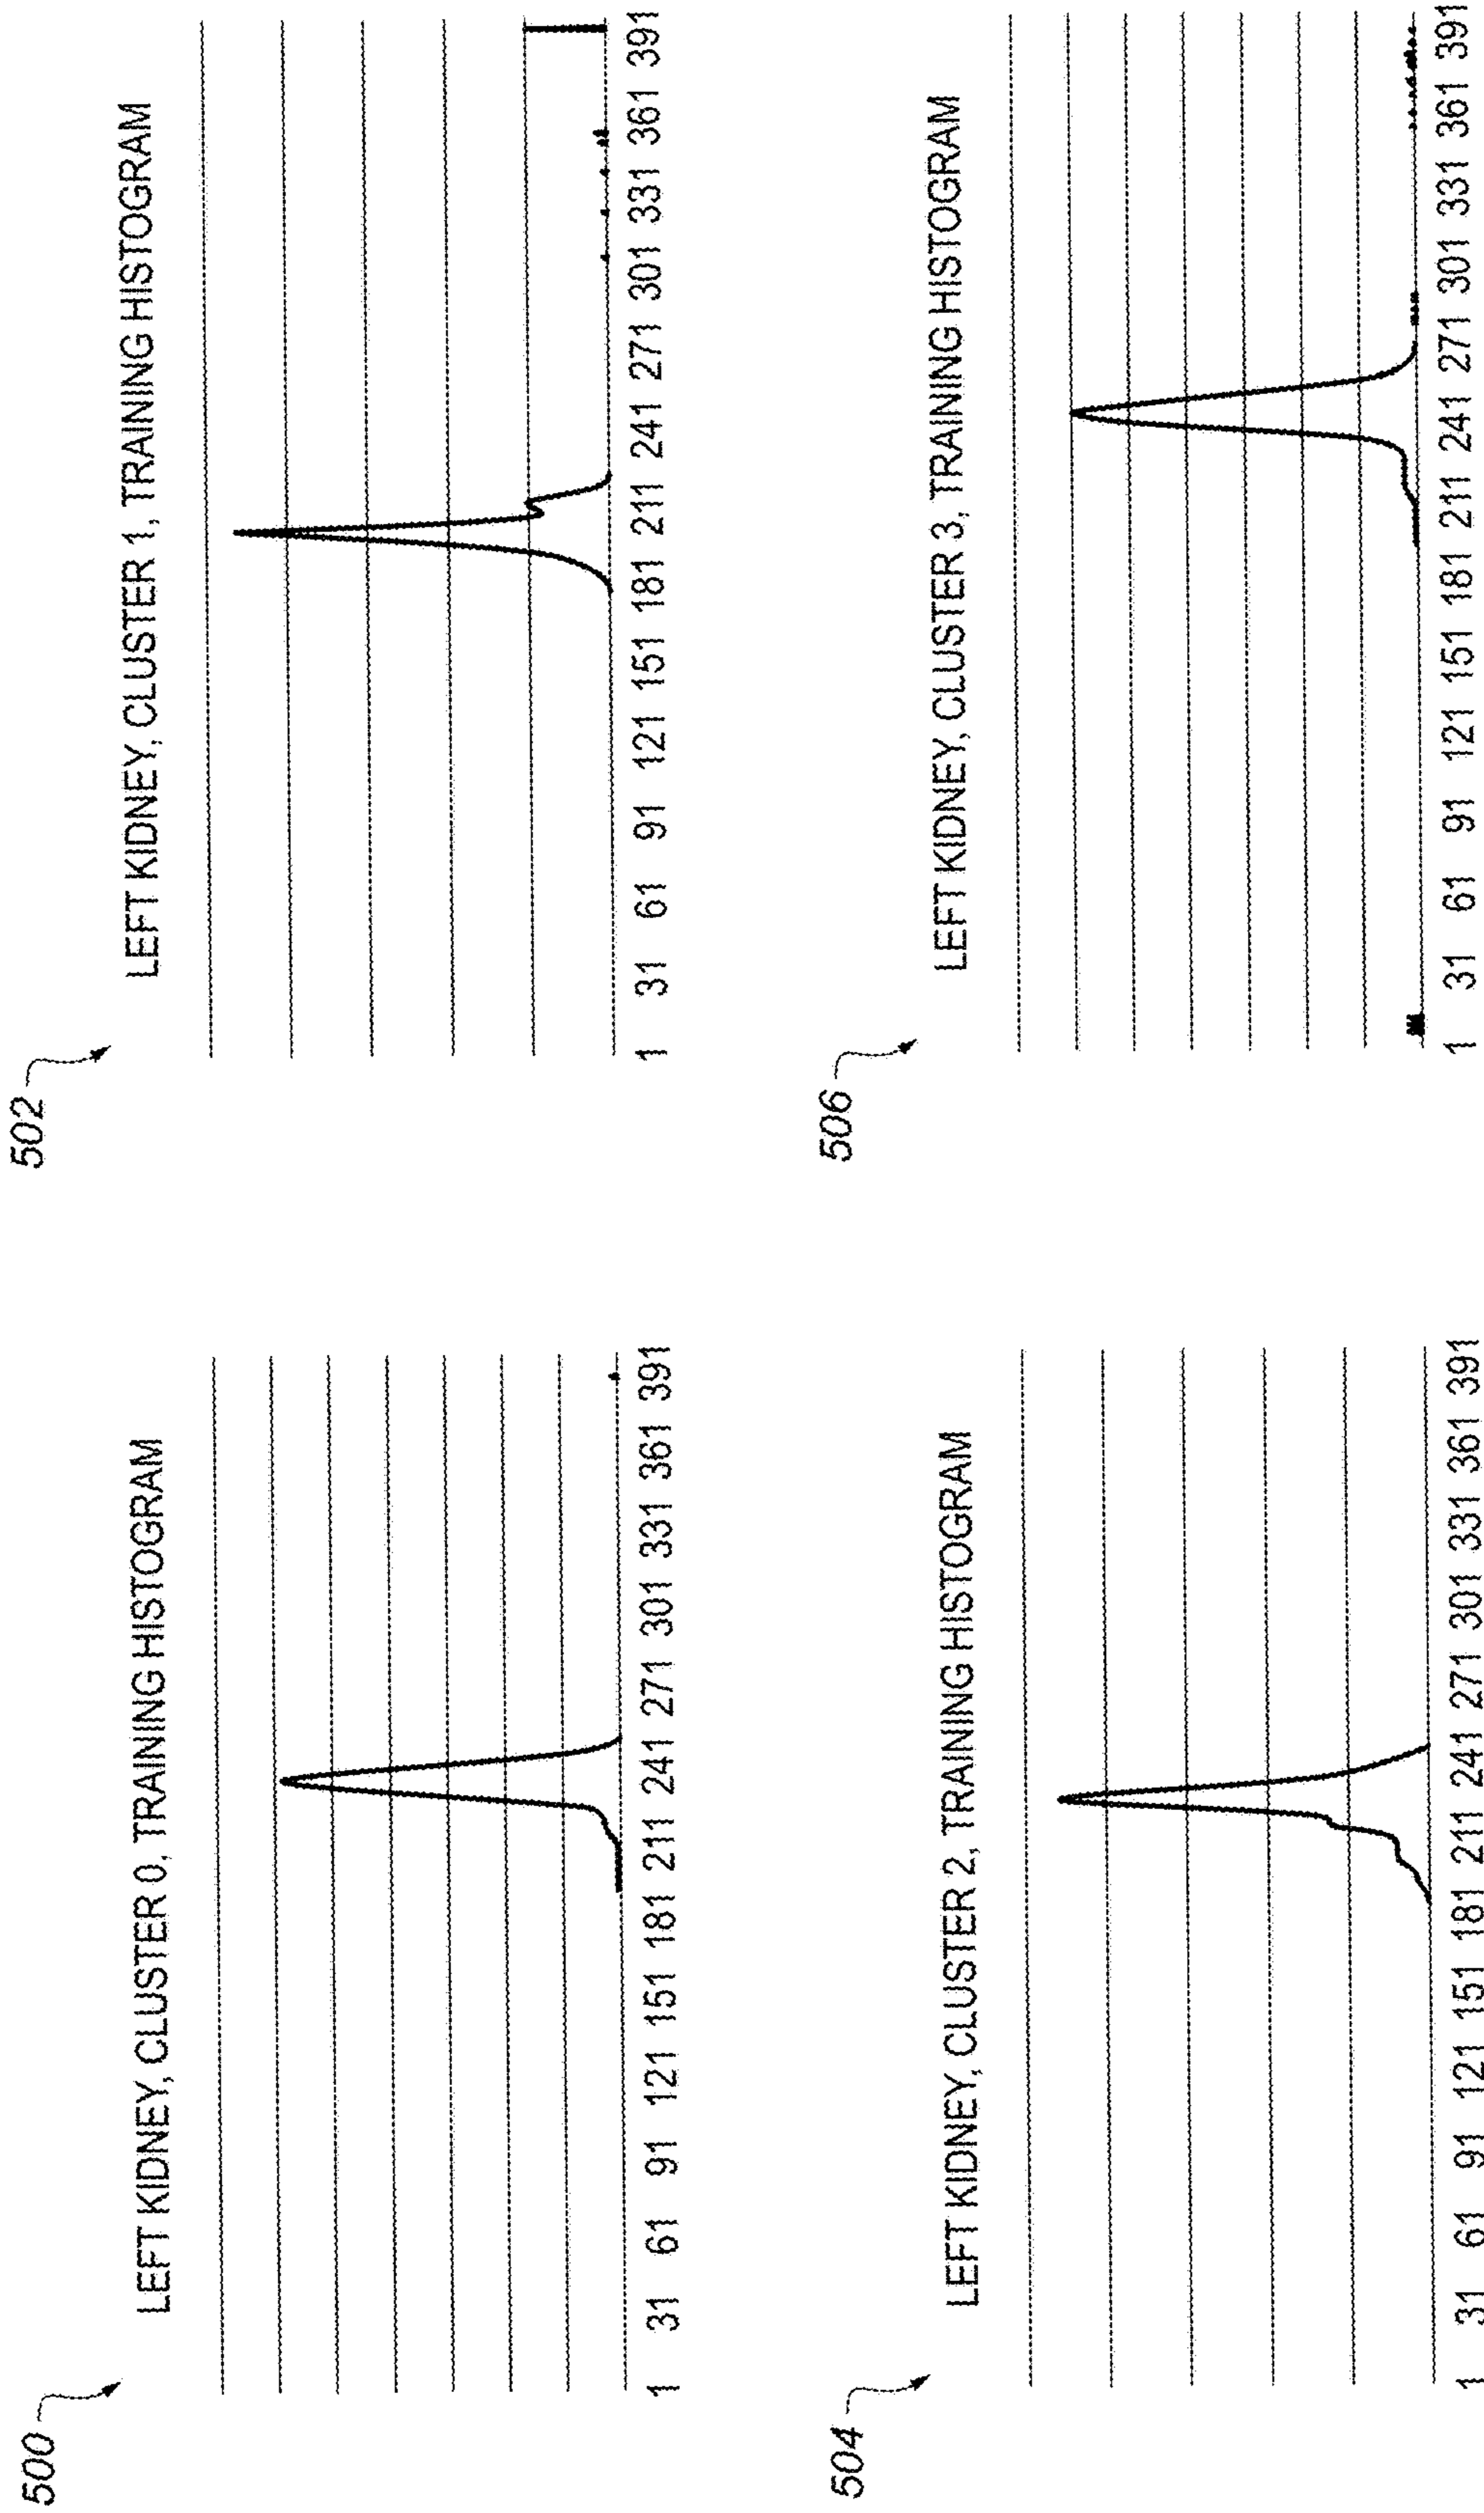 500
LEFT KIDNEY, CLUSTER 0, TRAINING HISTOGRAM
1 31 61 91 121 151 181 211 241 271 301 331 361 391
502
LEFT KIDNEY, CLUSTER 1, TRAINING HISTOGRAM
1 31 61 91 121 151 181 211 241 271 301 331 361 391
504
LEFT KIDNEY, CLUSTER 2, TRAINING HISTOGRAM
1 31 61 91 121 151 181 211 241 271 301 331 361 391
506
LEFT KIDNEY, CLUSTER 3, TRAINING HISTOGRAM
1 31 61 91 121 151 181 211 241 271 301 331 361 391